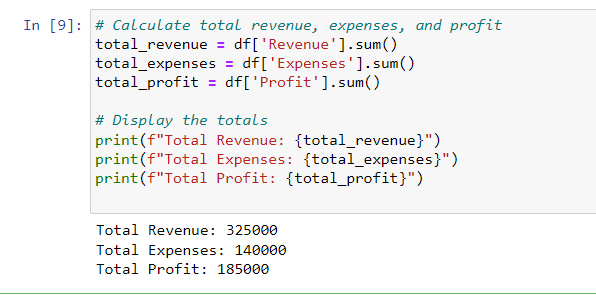 In [9]: # Calculate total revenue, expenses, and profit
total_revenue = df['Revenue'].sum()
total_expenses = df['Expenses'].sum()
total_profit = df['Profit'].sum()

# Display the totals
print(f"Total Revenue: {total_revenue}")
print(f"Total Expenses: {total_expenses}")
print(f"Total Profit: {total_profit}")

Total Revenue: 325000
Total Expenses: 140000
Total Profit: 185000